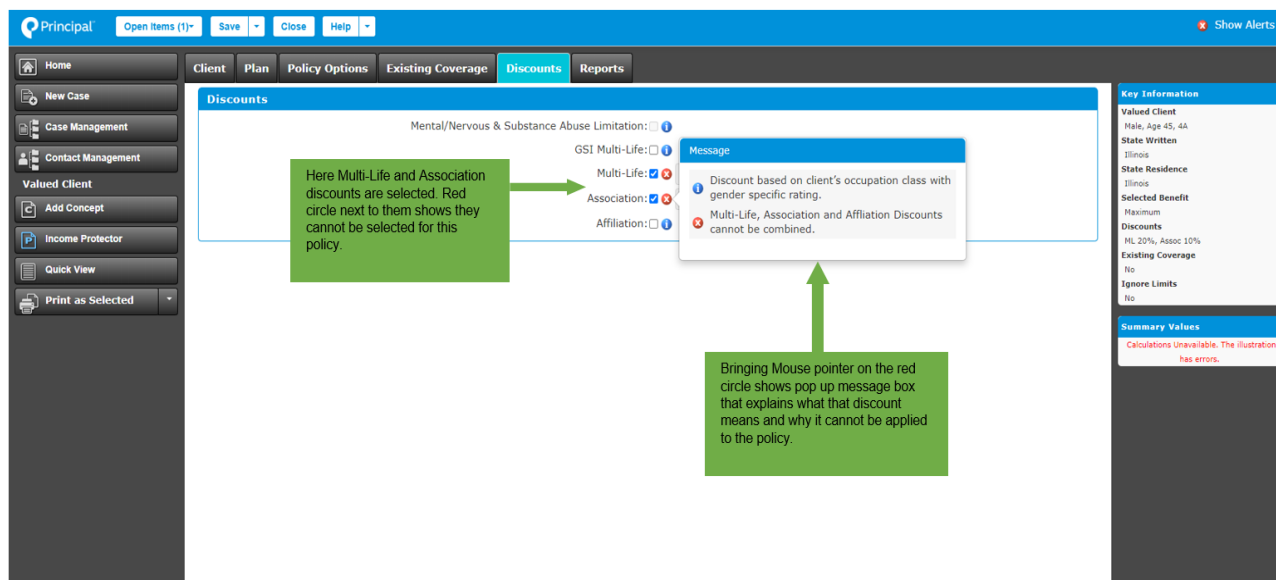 Principal
Open Items (1)
Save
Close
Help
Show Alerts
Home
New Case
Case Management
Contact Management
Valued Client
Add Concept
Income Protector
Quick View
Print as Selected
Client
Plan
Policy Options
Existing Coverage
Discounts
Reports
Discounts
Mental/Nervous & Substance Abuse Limitation:
GSI Multi-Life:
Multi-Life:
Association:
Affiliation:
Here Multi-Life and Association
discounts are selected. Red
circle next to them shows they
cannot be selected for this
policy.
Message
Discount based on client's occupation class with
gender specific rating.
Multi-Life, Association and Affliation Discounts
cannot be combined.
Bringing Mouse pointer on the red
circle shows pop up message box
that explains what that discount
means and why it cannot be applied
to the policy.
Key Information
Valued Client
Male, Age 45, 4A
State Written
Illinois
State Residence
Illinois
Selected Benefit
Maximum
Discounts
ML 20%, Assoc 10%
Existing Coverage
No
Ignore Limits
No
Summary Values
Calculations Unavailable. The illustration
has errors.